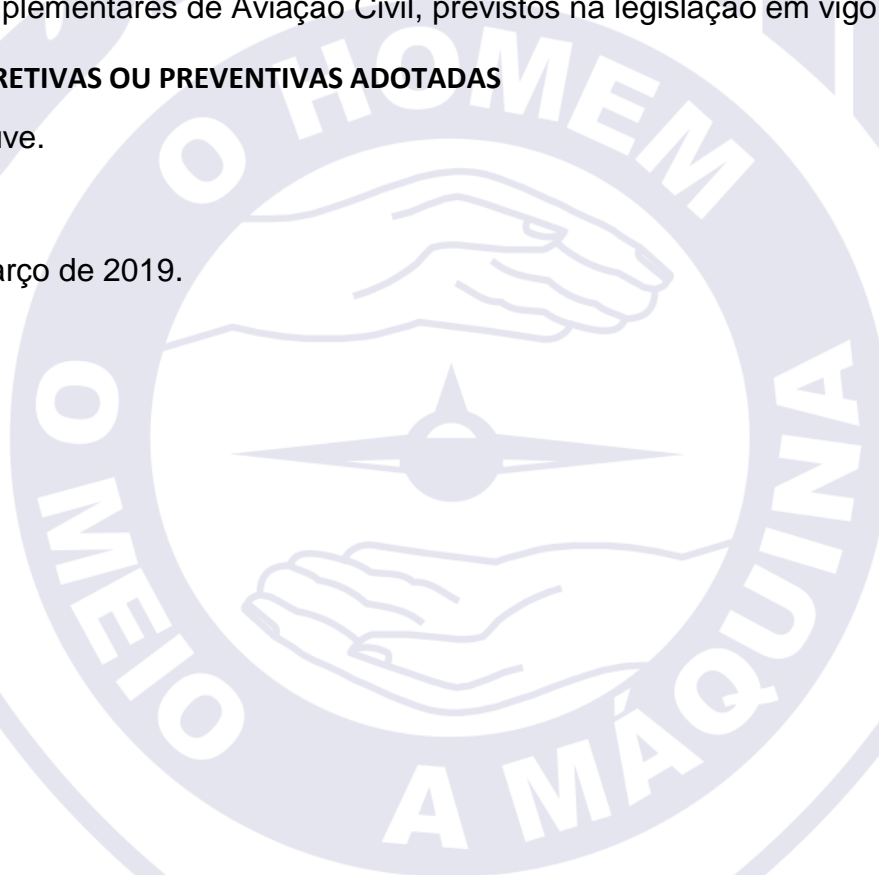 plementares de Aviação Civil, previstos na legislação em vigo
RETIVAS OU PREVENTIVAS ADOTADAS
uve.
arço de 2019.
O HOMEM
O MEIO
A MÁQUINA